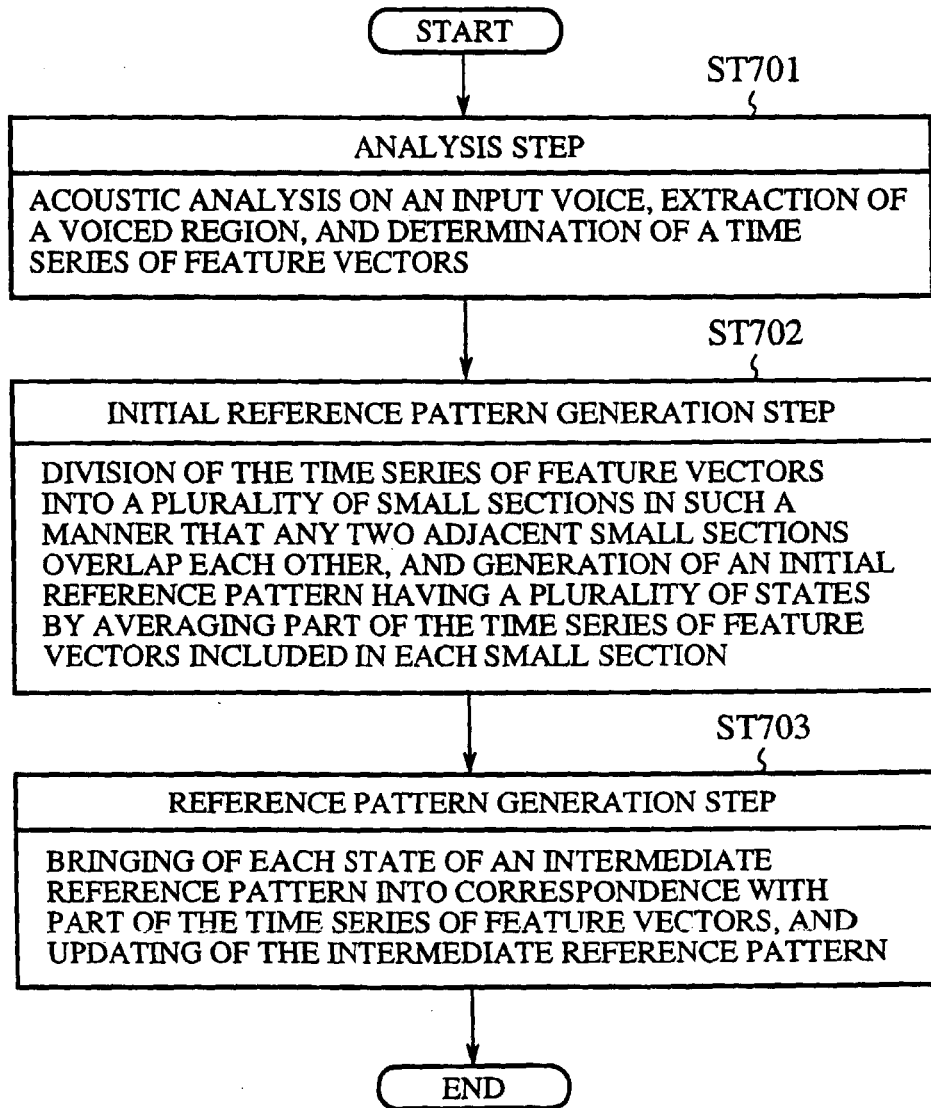 START
ST701
ANALYSIS STEP
ACOUSTIC ANALYSIS ON AN INPUT VOICE, EXTRACTION OF
A VOICED REGION, AND DETERMINATION OF A TIME
SERIES OF FEATURE VECTORS
ST702
INITIAL REFERENCE PATTERN GENERATION STEP
DIVISION OF THE TIME SERIES OF FEATURE VECTORS
INTO A PLURALITY OF SMALL SECTIONS IN SUCH A
MANNER THAT ANY TWO ADJACENT SMALL SECTIONS
OVERLAP EACH OTHER, AND GENERATION OF AN INITIAL
REFERENCE PATTERN HAVING A PLURALITY OF STATES
BY AVERAGING PART OF THE TIME SERIES OF FEATURE
VECTORS INCLUDED IN EACH SMALL SECTION
ST703
REFERENCE PATTERN GENERATION STEP
BRINGING OF EACH STATE OF AN INTERMEDIATE
REFERENCE PATTERN INTO CORRESPONDENCE WITH
PART OF THE TIME SERIES OF FEATURE VECTORS, AND
UPDATING OF THE INTERMEDIATE REFERENCE PATTERN
END